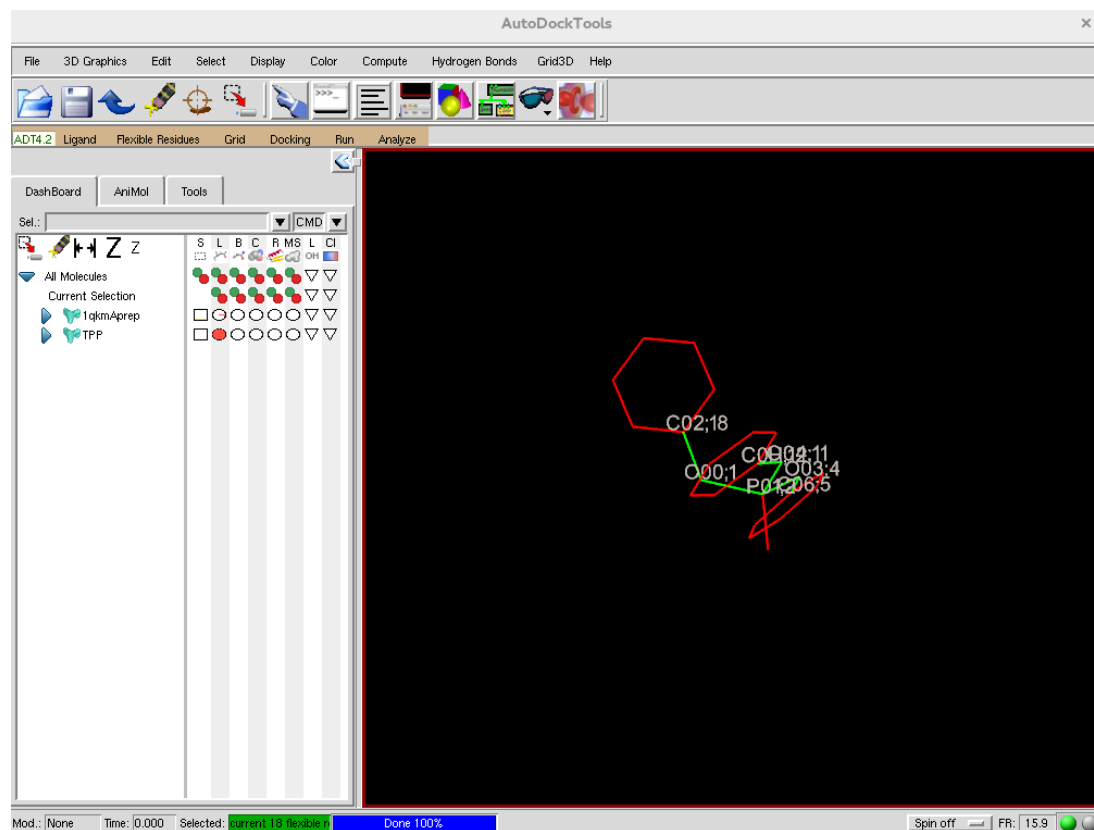 AutoDockTools ×
File 3D Graphics Edit Select Display Color Compute Hydrogen Bonds Grid3D Help
>>>_
ADT4.2 Ligand Flexible Residues Grid Docking Run Analyze
DashBoard AniMol Tools
Sel.: CMD
Z Z S L B C R MS L Cl
OH
All Molecules
Current Selection
1qkmAprep
TPP
C02;18
O03;4
O00;1
Mod.: None Time: 0.000 Selected: current 18 flexible r Done 100% Spin off FR: 15.9